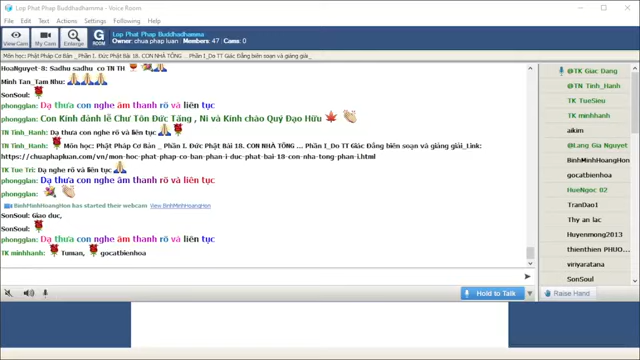 Lop Phat Phap Buddhadhamma - Voice Room
File Edit Text Actions Settings Following Help
View Cams My Cam Enlarge ROOM Lop Phat Phap Buddhadhamma
Owner: chua phap luan : Members: 47 : Cams: 0
Môn học: Phật Pháp Cơ Bản _ Phần I. Đức Phật Bài 18. CON NHÀ TÔNG ... Phần I_Do TT Giác Đẳng biên soạn và giảng giải_
HoaNguyet-8: Sadhu sadhu co TN TH
Minh Tan_Tam Nhu:
SonSoul:
phongglan: Dạ thưa con nghe âm thanh rõ và liên tục
phongglan: Con Kính đảnh lễ Chư Tôn Đức Tăng , Ni và Kính chào Quý Đạo Hữu
TN Tinh_Hanh: Dạ thưa con nghe rõ và liên tục
TN Tinh_Hanh: Môn học: Phật Pháp Cơ Bản _ Phần I. Đức Phật Bài 18. CON NHÀ TÔNG ... Phần I_Do TT Giác Đẳng biên soạn và giảng giải_Link:
https://chuaphapluan.com/vn/mon-hoc-phat-phap-co-ban-phan-i-duc-phat-bai-18-con-nha-tong-phan-i.html
TK Tue Tri: Dạ nghe rõ và liên tục
phongglan: Dạ thưa con nghe âm thanh rõ và liên tục
phongglan:
BinhMinhHoangHon has started their webcam View BinhMinhHoangHon
SonSoul: Giao duc,
SonSoul:
phongglan: Dạ thưa con nghe âm thanh rõ và liên tục
TK minhhanh: Tuman, gocatbienhoa
Hold to Talk
@TK Giac Dang
@TN Tinh_Hanh
TK TueSieu
TK minhhanh
aikim
@Lang Gia Nguyet
BinhMinhHoangHon
gocatbienhoa
HueNgoc 02
TranDao1
Thy an lac
Huyenmong2013
thienthien PHUO...
viriyaratana
SonSoul
Raise Hand